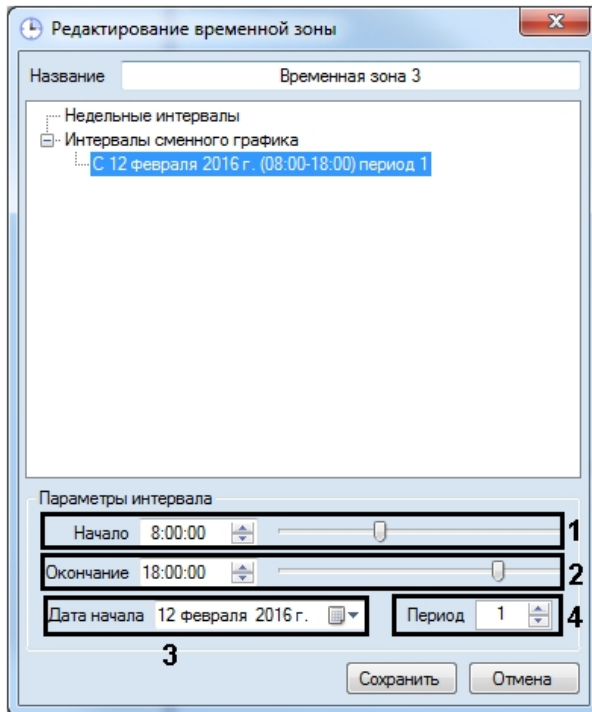 Редактирование временной зоны
Название Временная зона 3
Недельные интервалы
Интервалы сменного графика
С 12 февраля 2016 г. (08:00-18:00) период 1
Параметры интервала
Начало 8:00:00 1
Окончание 18:00:00 2
Дата начала 12 февраля 2016 г. Период 1 4
3
Сохранить Отмена